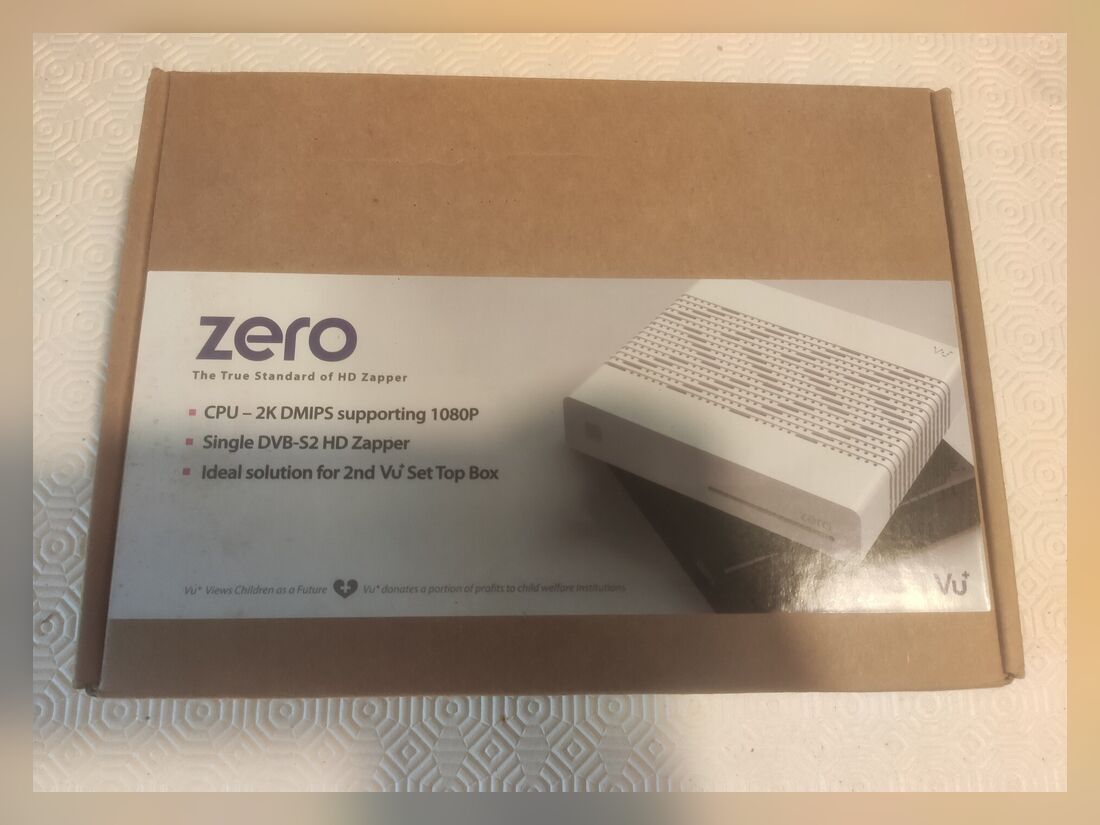 zero
The True Standard of HD Zapper
CPU – 2K DMIPS supporting 1080P
Single DVB-S2 HD Zapper
Ideal solution for 2nd Vu+ Set Top Box
Vu+
zero
Vu+ Views Children as a Future Vu+ donates a portion of profits to child welfare institutions
Vu+